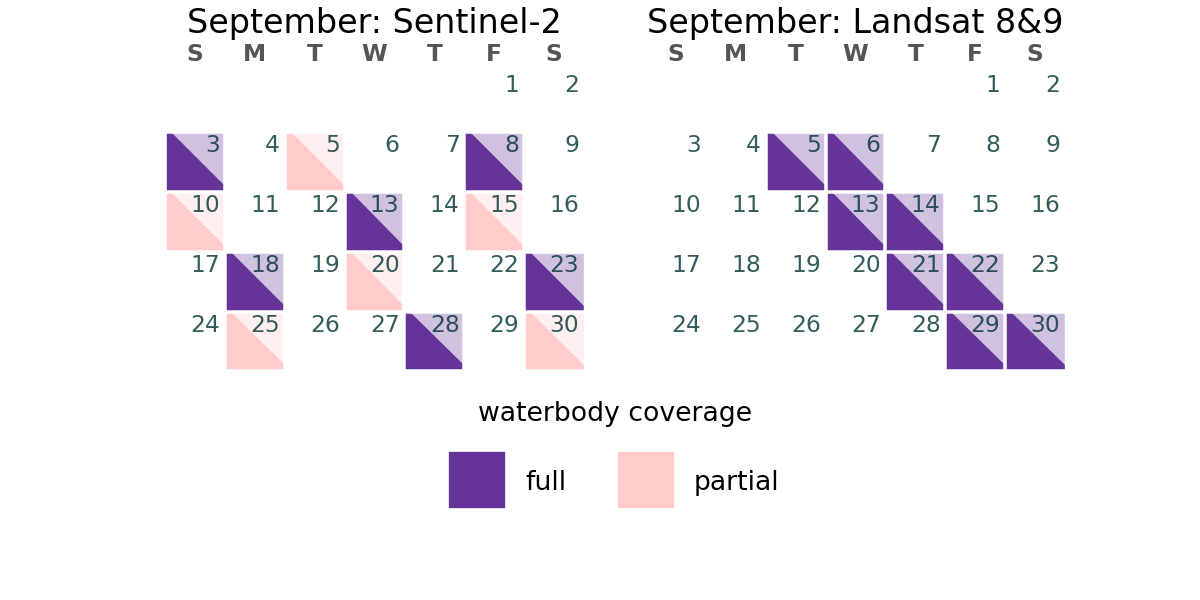 September: Sentinel-2
S M T W T F S
1 2
3 4 5 6 7 8 9
10 11 12 13 14 15 16
17 18 19 20 21 22 23
24 25 26 27 28 29 30
September: Landsat 8&9
S M T W T F S
1 2
3 4 5 6 7 8 9
10 11 12 13 14 15 16
17 18 19 20 21 22 23
24 25 26 27 28 29 30
waterbody coverage
full
partial